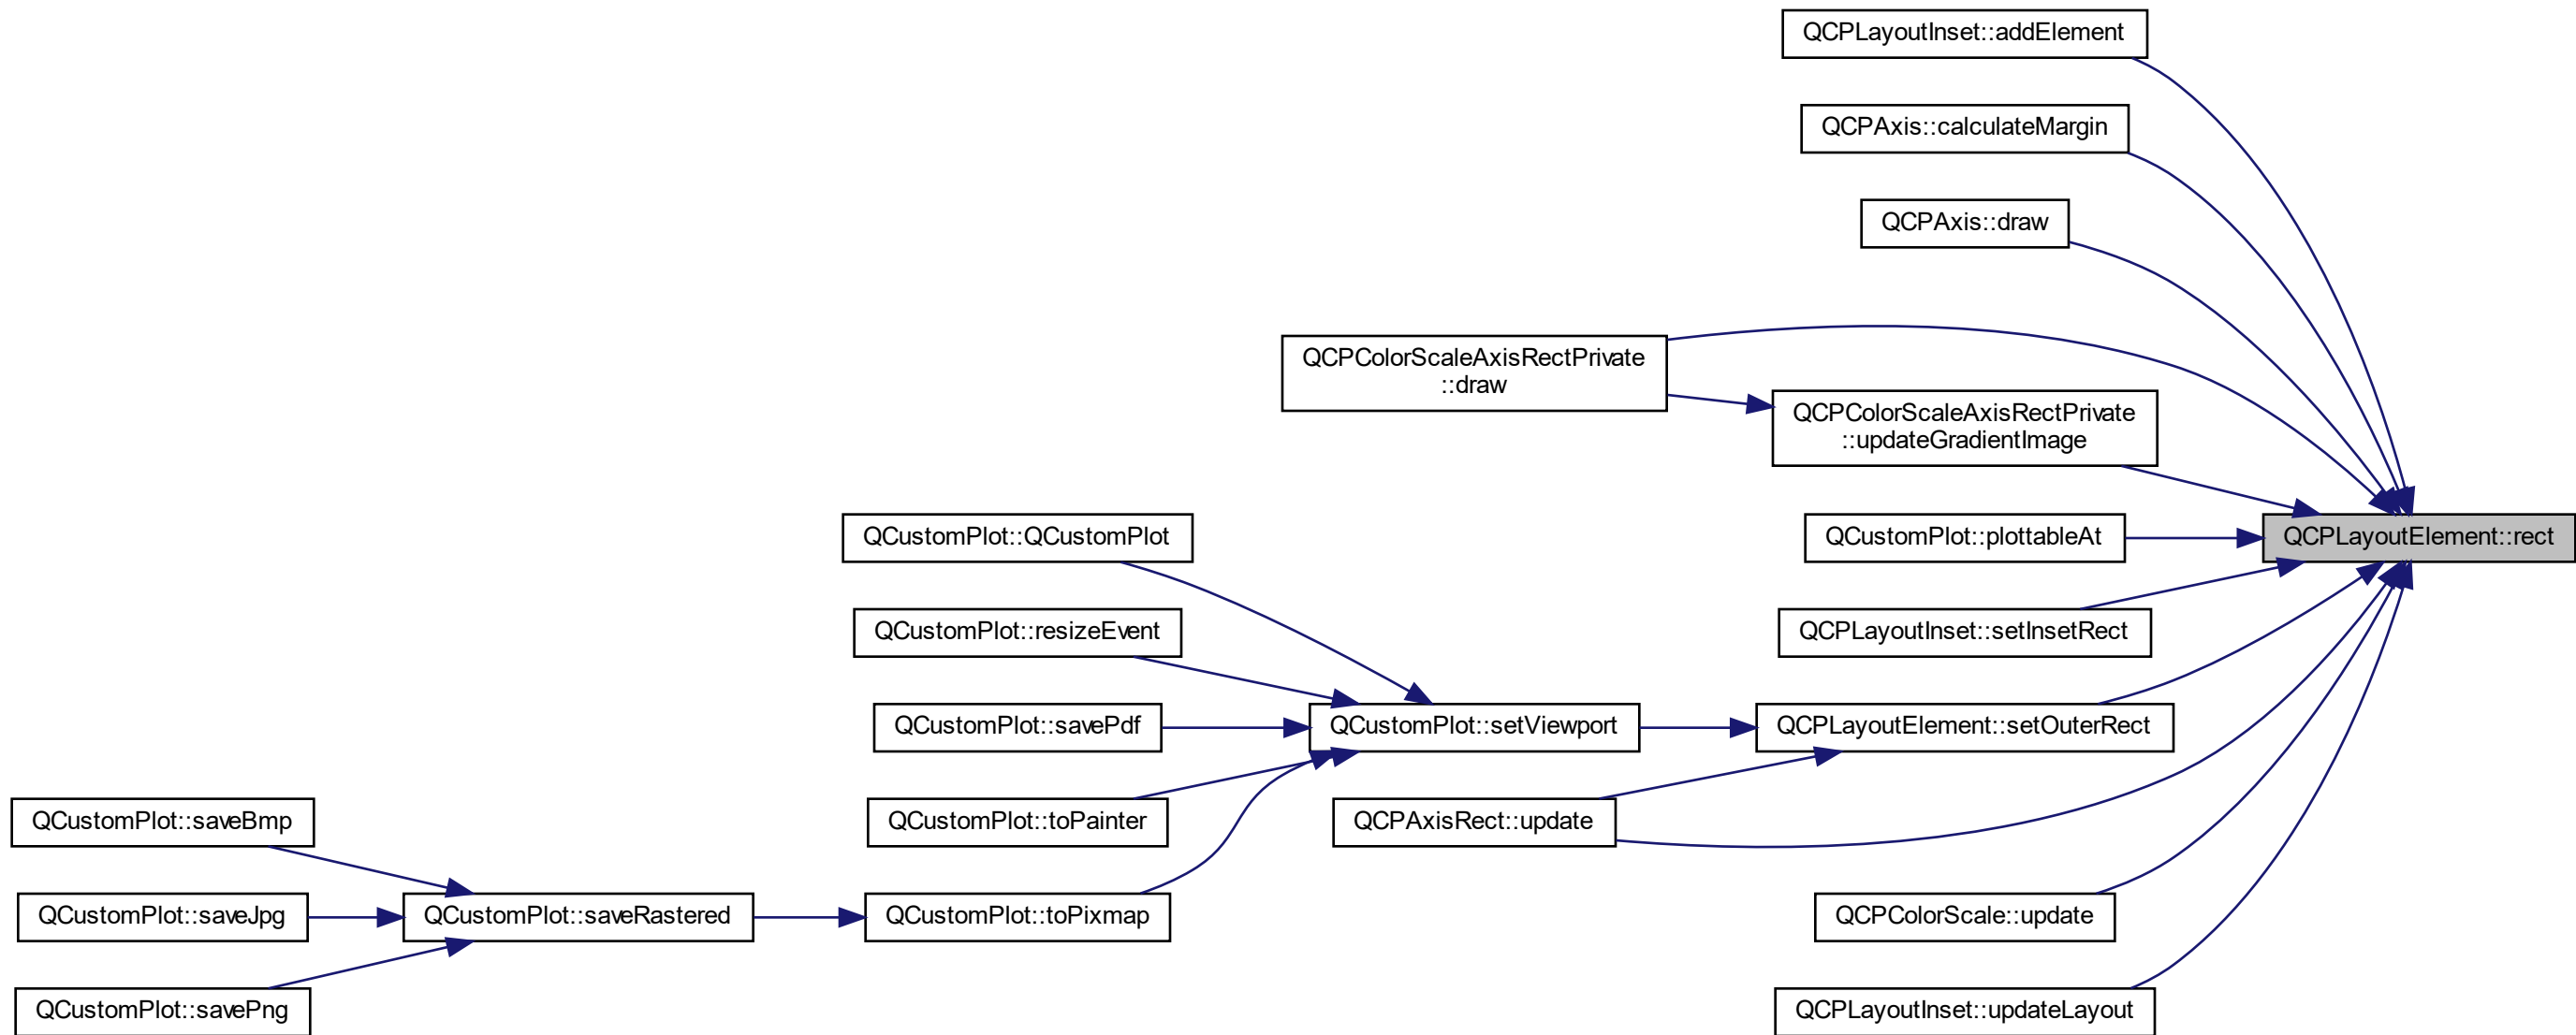 QCPLayoutInset::addElement
QCPAxis::calculateMargin
QCPAxis::draw
QCPColorScaleAxisRectPrivate
::draw
QCPColorScaleAxisRectPrivate
::updateGradientImage
QCustomPlot::QCustomPlot
QCustomPlot::plottableAt
QCPLayoutElement::rect
QCustomPlot::resizeEvent
QCPLayoutInset::setInsetRect
QCustomPlot::savePdf
QCustomPlot::setViewport
QCPLayoutElement::setOuterRect
QCustomPlot::saveBmp
QCustomPlot::toPainter
QCPAxisRect::update
QCustomPlot::saveJpg
QCustomPlot::saveRastered
QCustomPlot::toPixmap
QCPColorScale::update
QCustomPlot::savePng
QCPLayoutInset::updateLayout